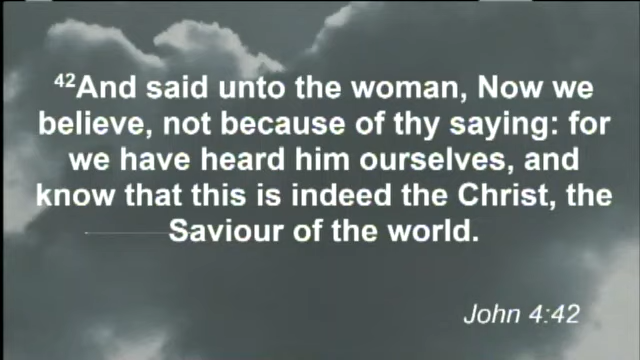 42And said unto the woman, Now we
believe, not because of thy saying: for
we have heard him ourselves, and
know that this is indeed the Christ, the
Saviour of the world.
John 4:42